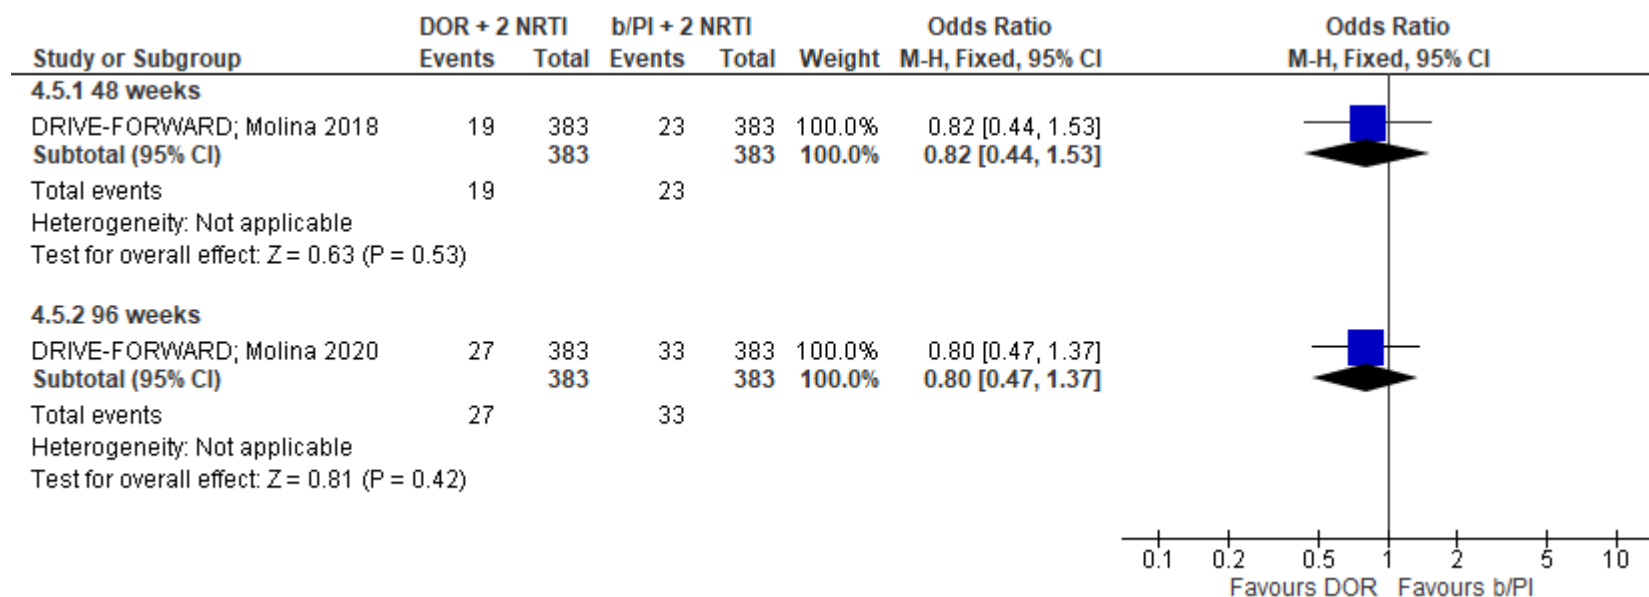 DOR + 2 NRTI b/PI + 2 NRTI Odds Ratio Odds Ratio
Study or Subgroup Events Total Events Total Weight M-H, Fixed, 95% CI M-H, Fixed, 95% CI
4.5.1 48 weeks
DRIVE-FORWARD; Molina 2018 19 383 23 383 100.0% 0.82 [0.44, 1.53]
Subtotal (95% CI) 383 383 100.0% 0.82 [0.44, 1.53]
Total events 19 23
Heterogeneity: Not applicable
Test for overall effect: Z = 0.63 (P = 0.53)
4.5.2 96 weeks
DRIVE-FORWARD; Molina 2020 27 383 33 383 100.0% 0.80 [0.47, 1.37]
Subtotal (95% CI) 383 383 100.0% 0.80 [0.47, 1.37]
Total events 27 33
Heterogeneity: Not applicable
Test for overall effect: Z = 0.81 (P = 0.42)
0.1 0.2 0.5 1 2 5 10
Favours DOR Favours b/PI